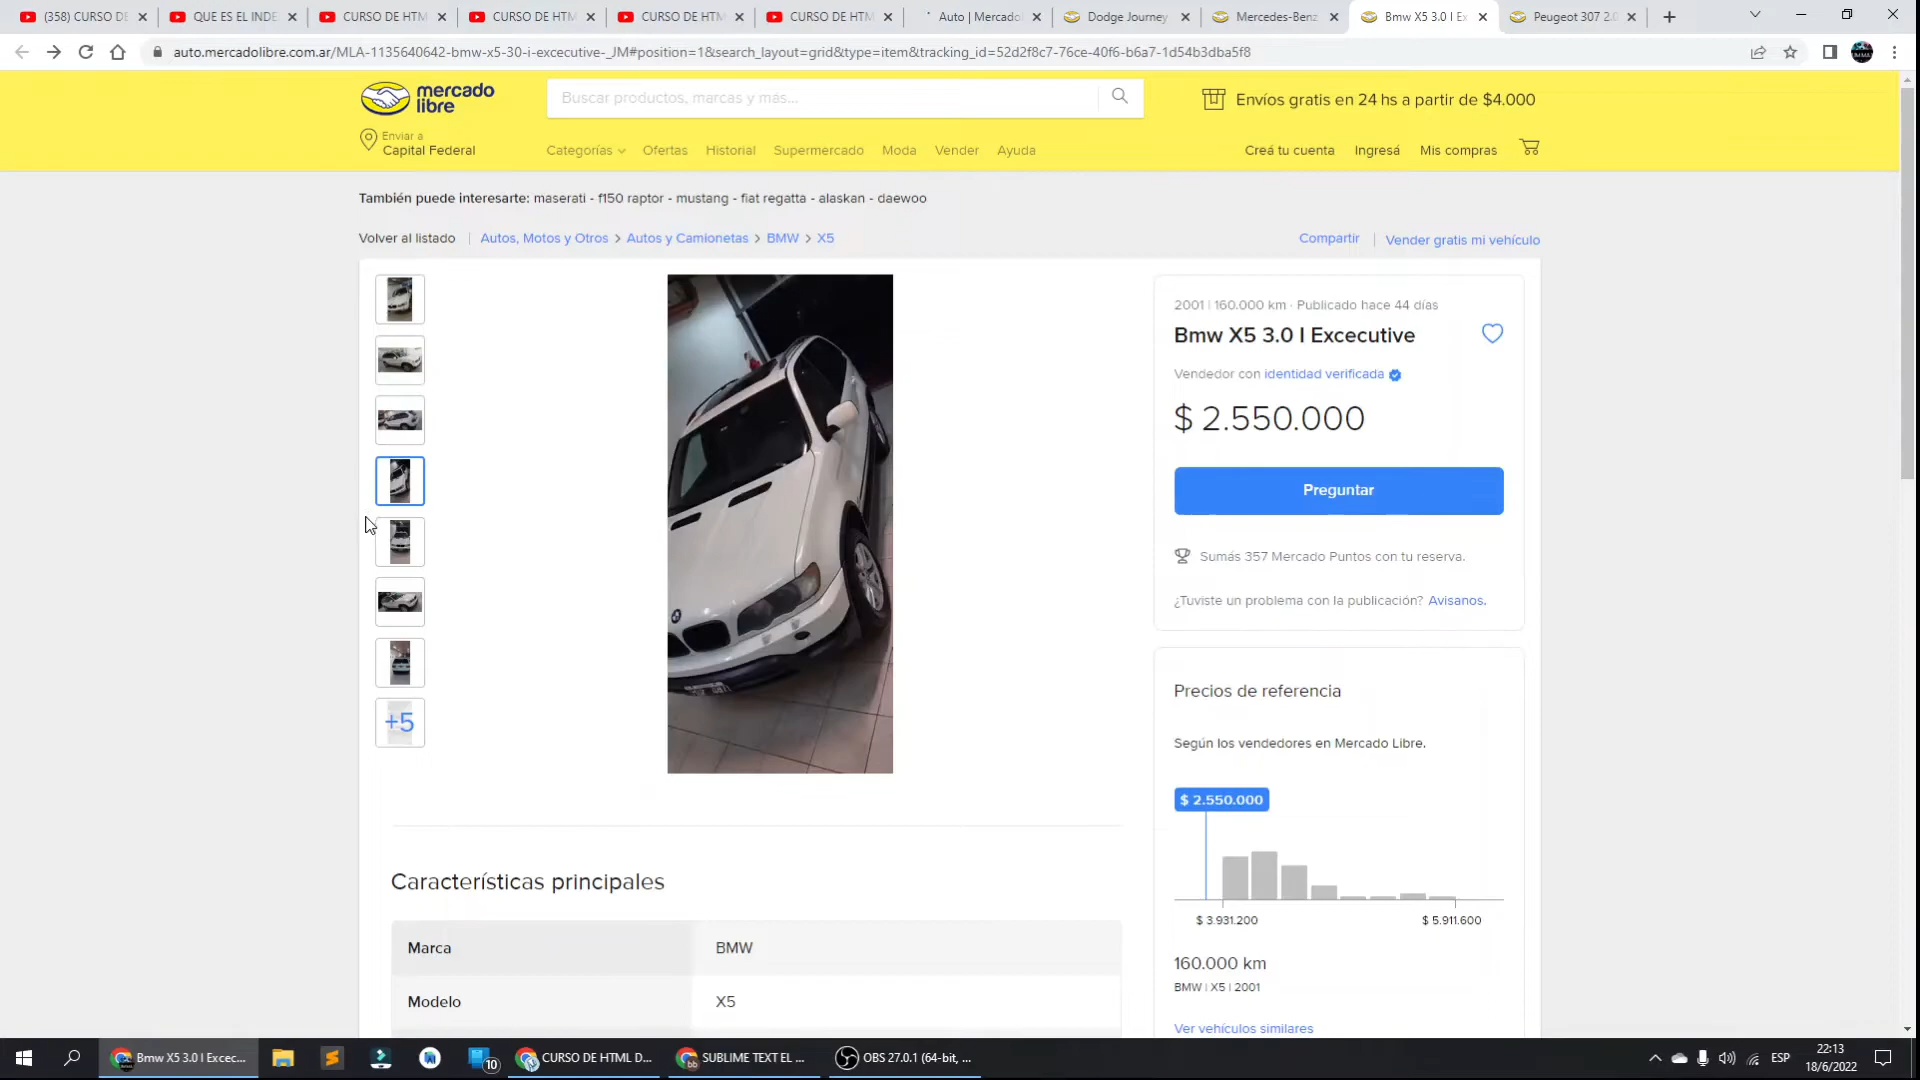 (358) CURSO DE
QUE ES EL INDE
CURSO DE HTM
CURSO DE HTM
CURSO DE HTM
CURSO DE HTM
Auto | Mercado
Dodge Journey
Mercedes-Benz
Bmw X5 3.0 I Ex
Peugeot 307 2.0
auto.mercadolibre.com.ar/MLA-1135640642-bmw-x5-30-i-excecutive-_JM#position=1&search_layout=grid&type=item&tracking_id=52d2f8c7-76ce-40f6-b6a7-1d54b3dba5f8
mercado
libre
Buscar productos, marcas y más...
Envíos gratis en 24 hs a partir de $4.000
Enviar a
Capital Federal
Categorías
Ofertas
Historial
Supermercado
Moda
Vender
Ayuda
Creá tu cuenta
Ingresá
Mis compras
También puede interesarte: maserati - f150 raptor - mustang - fiat regatta - alaskan - daewoo
Volver al listado | Autos, Motos y Otros > Autos y Camionetas > BMW > X5
Compartir | Vender gratis mi vehículo
2001 | 160.000 km · Publicado hace 44 días
Bmw X5 3.0 I Excecutive
Vendedor con identidad verificada
$ 2.550.000
Preguntar
Sumás 357 Mercado Puntos con tu reserva.
¿Tuviste un problema con la publicación? Avisanos.
+5
Precios de referencia
Según los vendedores en Mercado Libre.
$ 2.550.000
$ 3.931.200
$ 5.911.600
160.000 km
BMW | X5 | 2001
Ver vehículos similares
Características principales
Marca
BMW
Modelo
X5
Bmw X5 3.0 I Excec...
10
CURSO DE HTML D...
SUBLIME TEXT EL ...
OBS 27.0.1 (64-bit, ...
ESP
22:13
18/6/2022